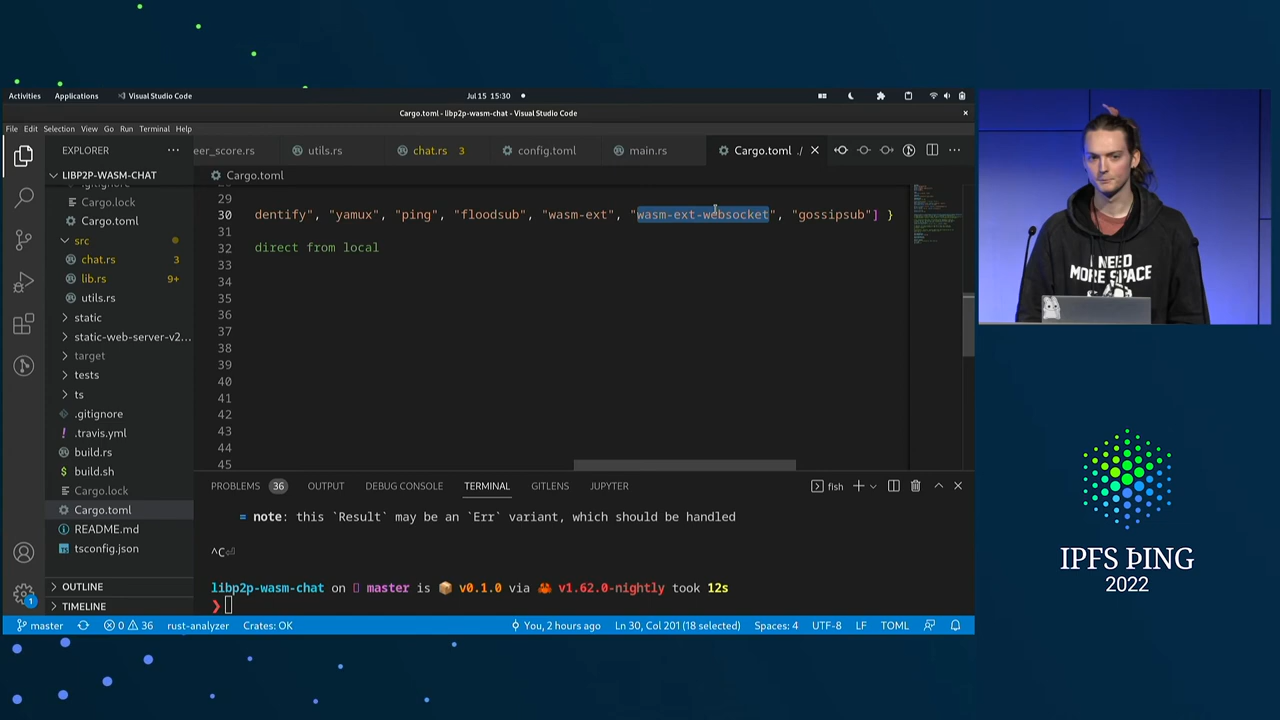 Activities Applications Visual Studio Code Jul 15 15:30
Cargo.toml - libp2p-wasm-chat - Visual Studio Code ×
File Edit Selection View Go Run Terminal Help
EXPLORER ···
eer_score.rs utils.rs chat.rs 3 config.toml main.rs Cargo.toml ./
LIBP2P-WASM-CHAT
Cargo.toml
.gitignore
Cargo.lock
Cargo.toml
src
chat.rs 3
lib.rs 9+
utils.rs
static
static-web-server-v2...
target
tests
ts
.gitignore
.travis.yml
build.rs
build.sh
Cargo.lock
Cargo.toml
README.md
tsconfig.json
OUTLINE
TIMELINE
29
30 dentify", "yamux", "ping", "floodsub", "wasm-ext", "wasm-ext-websocket", "gossipsub"] }
31
32 direct from local
33
34
35
36
37
38
39
40
41
42
43
44
45
PROBLEMS 36 OUTPUT DEBUG CONSOLE TERMINAL GITLENS JUPYTER fish
= note: this `Result` may be an `Err` variant, which should be handled
^C⏎
libp2p-wasm-chat on master is 📦 v0.1.0 via 🦀 v1.62.0-nightly took 12s
❯
1
master 0 36 rust-analyzer Crates: OK You, 2 hours ago Ln 30, Col 201 (18 selected) Spaces: 4 UTF-8 LF TOML
I NEED
MORE SPACE
IPFS ÞING
2022